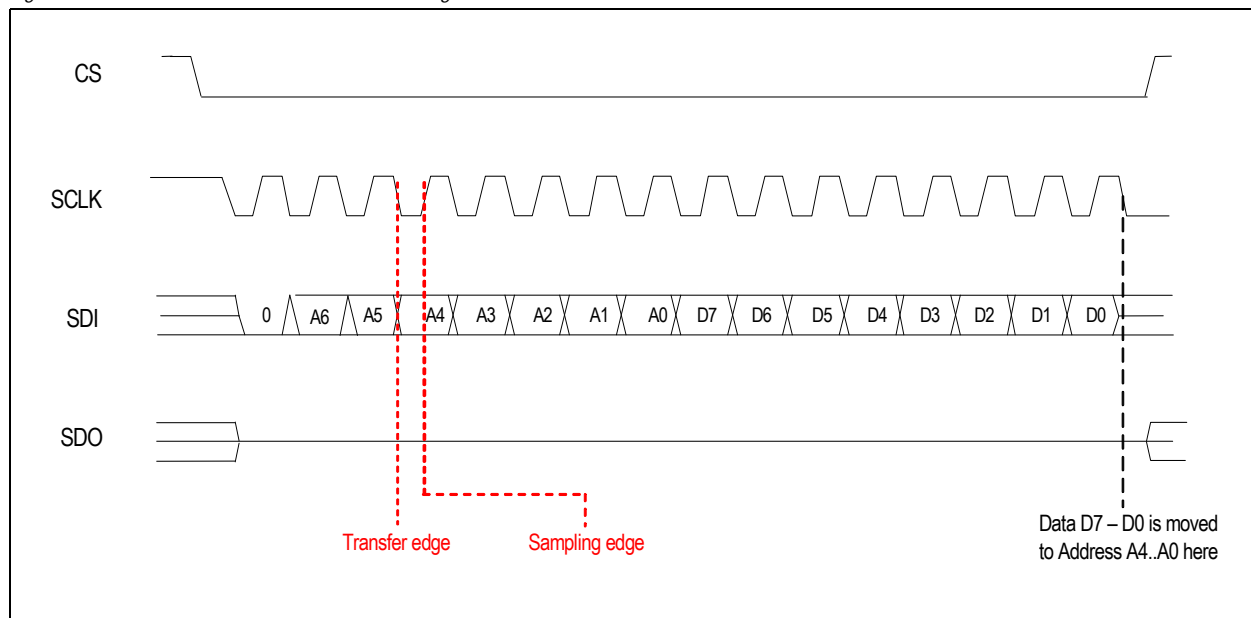 CS
SCLK
SDI 0 A6 A5 A4 A3 A2 A1 A0 D7 D6 D5 D4 D3 D2 D1 D0
SDO
Transfer edge
Sampling edge
Data D7 – D0 is moved
to Address A4..A0 here